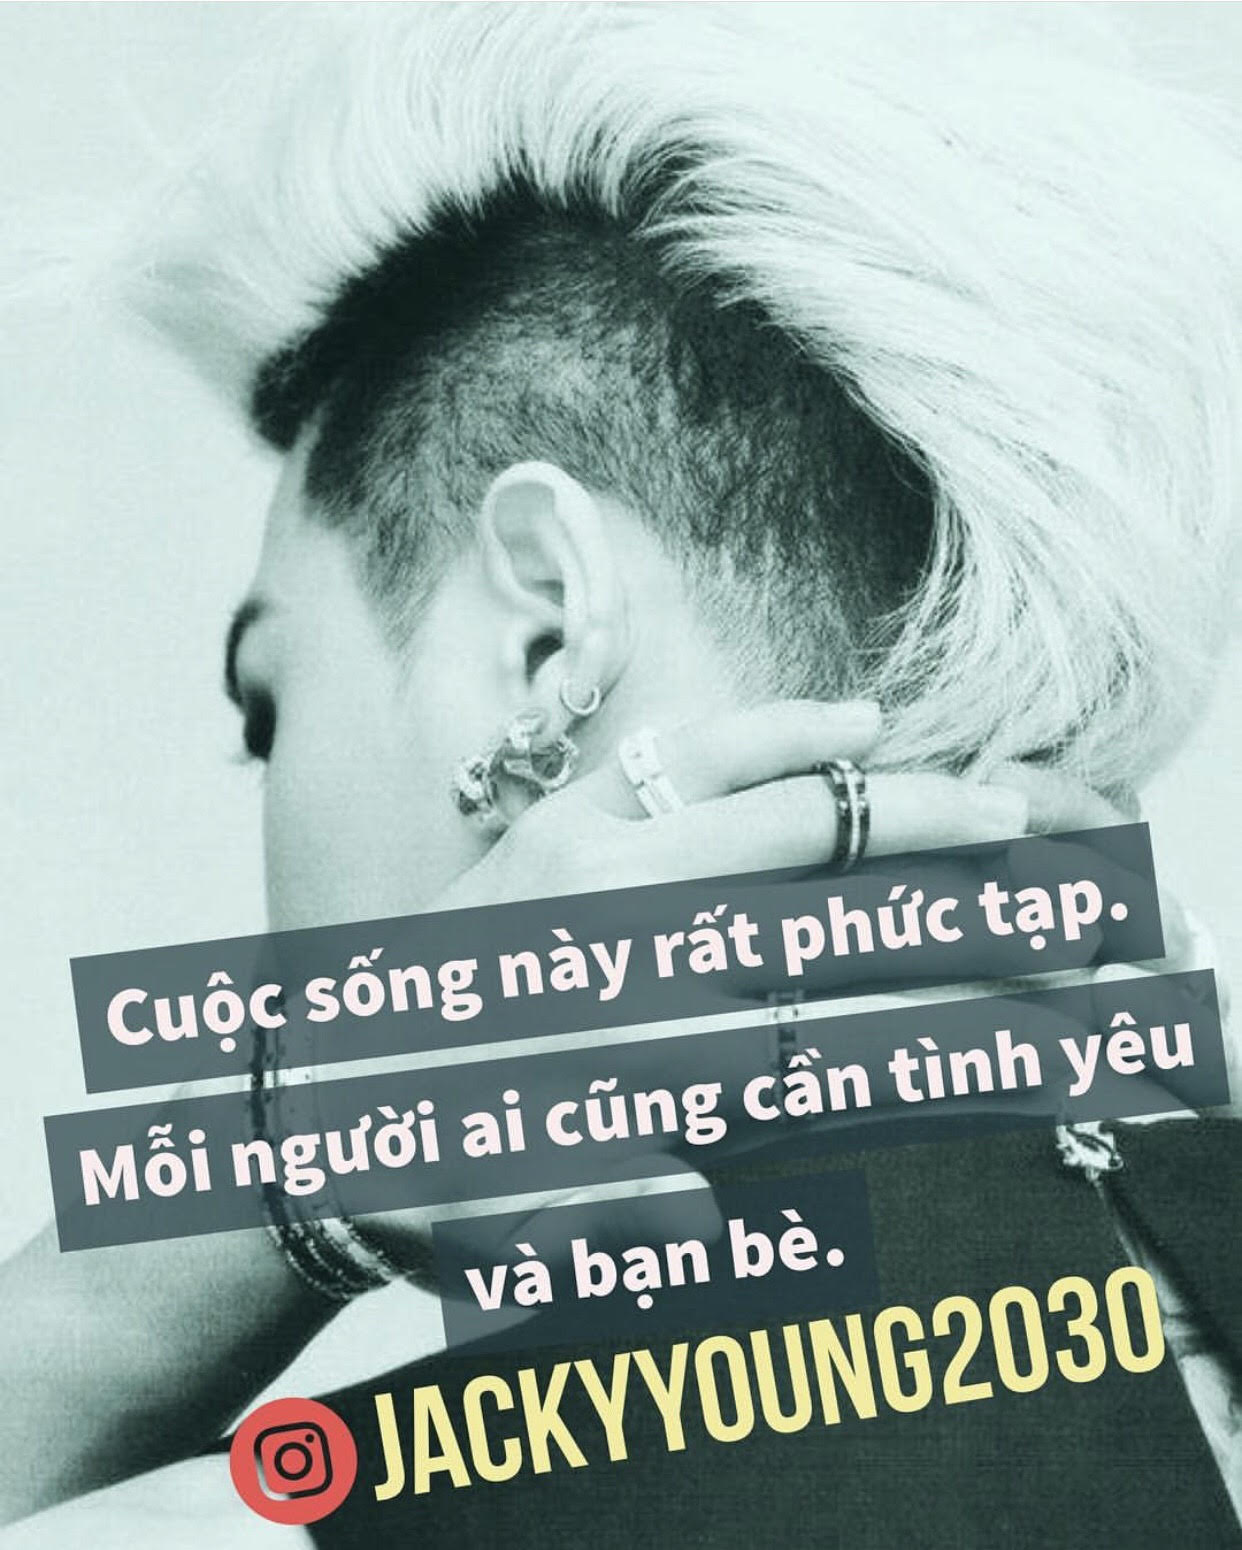 Cuộc sống này rất phức tạp.
Mỗi người ai cũng cần tình yêu
và bạn bè.
JACKYYOUNG2030